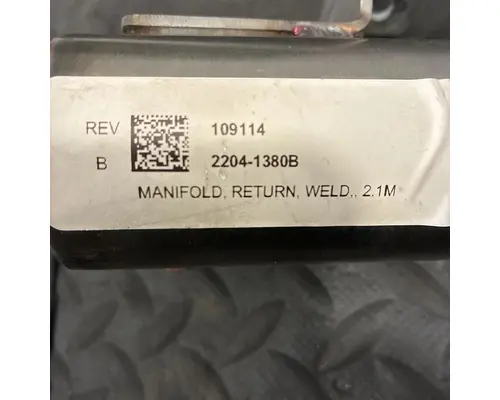 REV 109114
B 2204-1380B
MANIFOLD, RETURN, WELD,, 2.1M